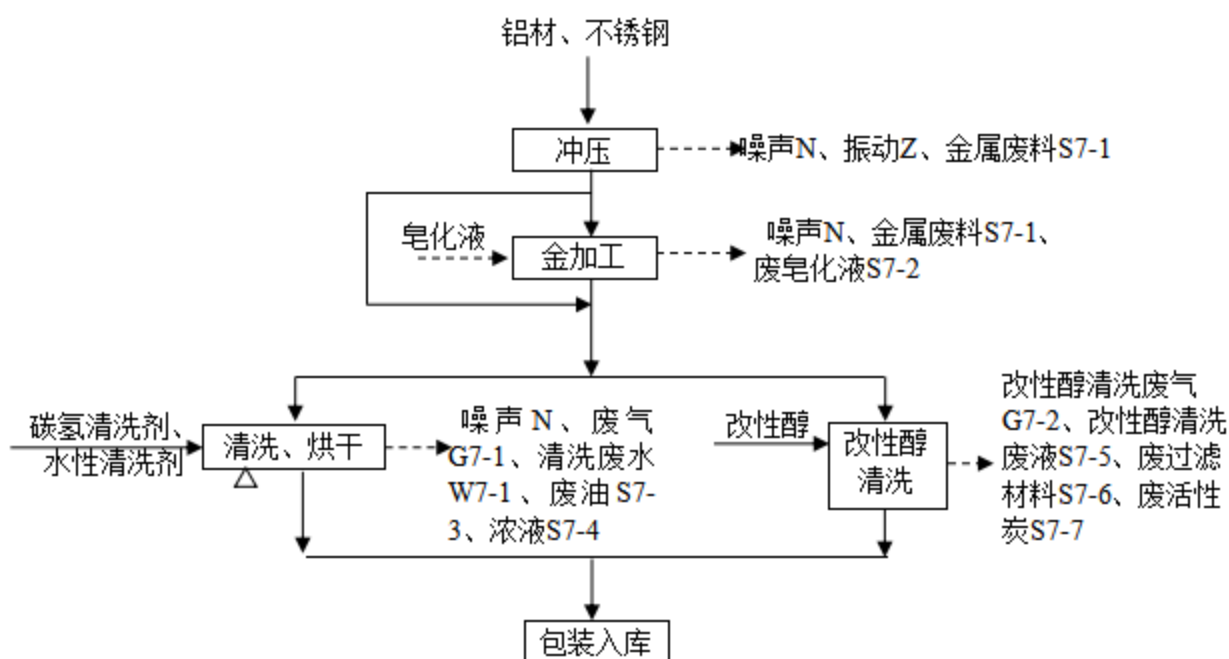 铝材、不锈钢
冲压
噪声N、振动Z、金属废料S7-1
皂化液
金加工
噪声N、金属废料S7-1、
废皂化液S7-2
碳氢清洗剂、
水性清洗剂
清洗、烘干
噪声N、废气
G7-1、清洗废水
W7-1、废油S7-
3、浓液S7-4
改性醇
改性醇
清洗
改性醇清洗废气
G7-2、改性醇清洗
废液S7-5、废过滤
材料S7-6、废活性
炭S7-7
包装入库